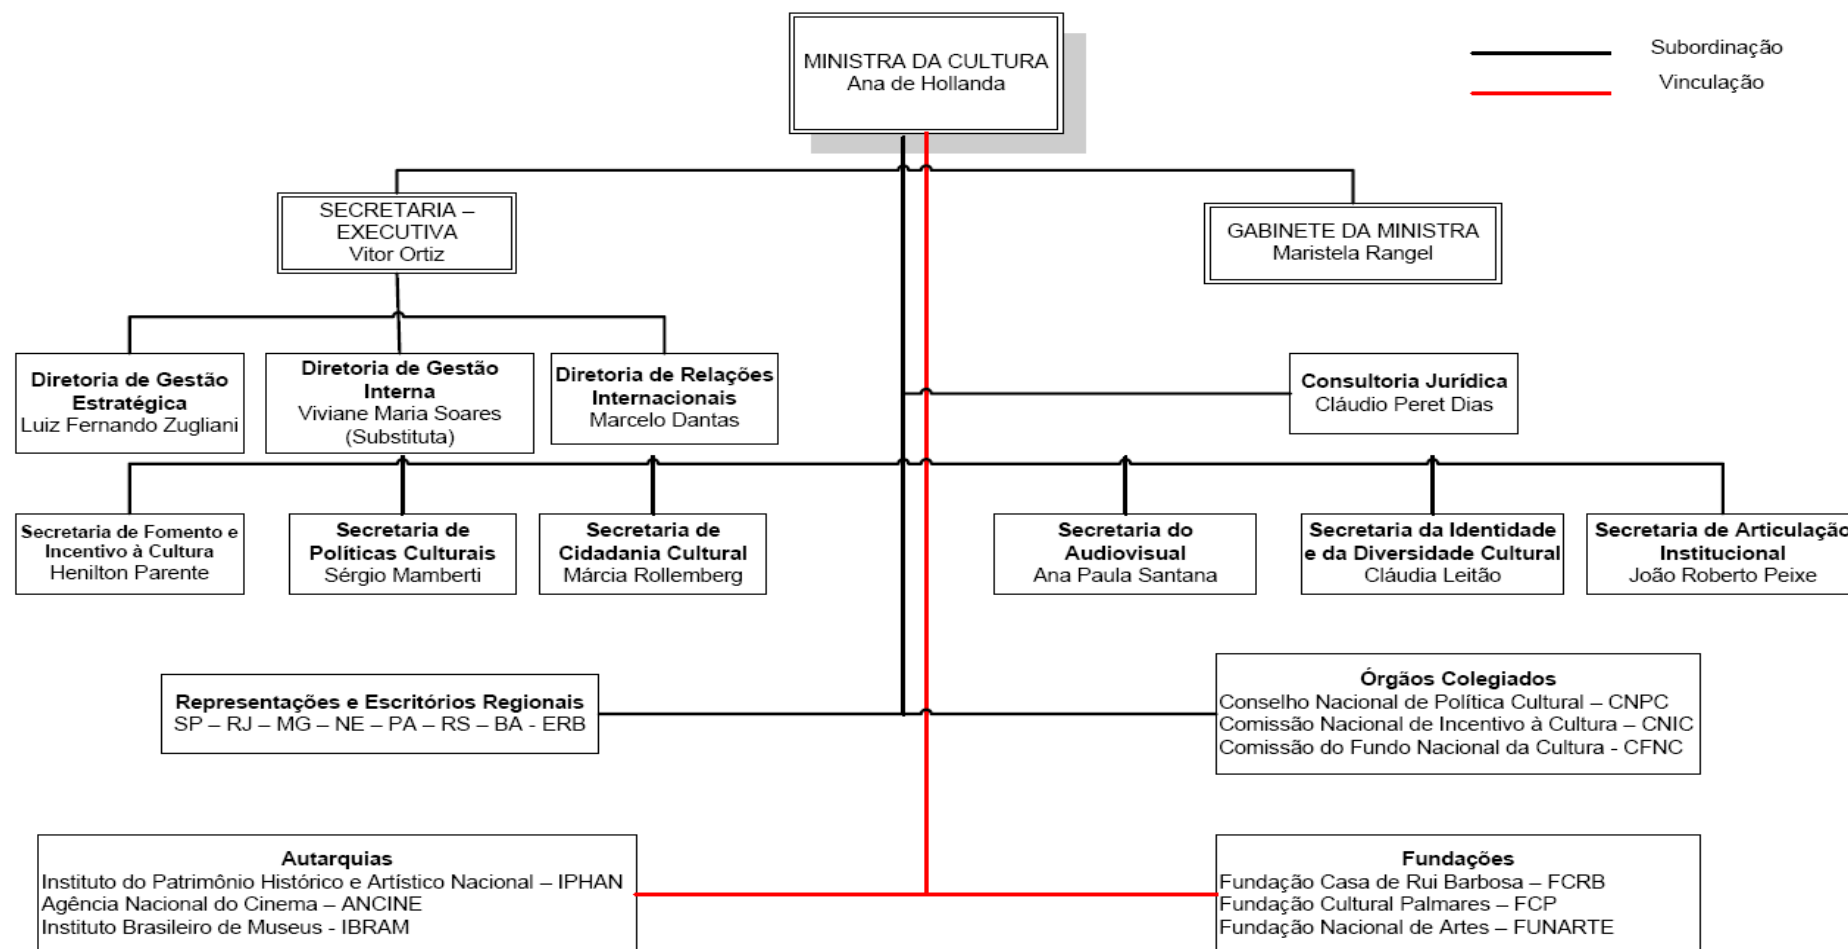 MINISTRA DA CULTURA
Ana de Hollanda
Subordinação
Vinculação
SECRETARIA –
EXECUTIVA
Vitor Ortiz
GABINETE DA MINISTRA
Maristela Rangel
Diretoria de Gestão
Estratégica
Luiz Fernando Zugliani
Diretoria de Gestão
Interna
Viviane Maria Soares
(Substituta)
Diretoria de Relações
Internacionais
Marcelo Dantas
Consultoria Jurídica
Cláudio Peret Dias
Secretaria de Fomento e
Incentivo à Cultura
Henilton Parente
Secretaria de
Políticas Culturais
Sérgio Mamberti
Secretaria de
Cidadania Cultural
Márcia Rollemberg
Secretaria do
Audiovisual
Ana Paula Santana
Secretaria da Identidade
e da Diversidade Cultural
Cláudia Leitão
Secretaria de Articulação
Institucional
João Roberto Peixe
Representações e Escritórios Regionais
SP – RJ – MG – NE – PA – RS – BA - ERB
Órgãos Colegiados
Conselho Nacional de Política Cultural – CNPC
Comissão Nacional de Incentivo à Cultura – CNIC
Comissão do Fundo Nacional da Cultura - CFNC
Autarquias
Instituto do Patrimônio Histórico e Artístico Nacional – IPHAN
Agência Nacional do Cinema – ANCINE
Instituto Brasileiro de Museus - IBRAM
Fundações
Fundação Casa de Rui Barbosa – FCRB
Fundação Cultural Palmares – FCP
Fundação Nacional de Artes – FUNARTE